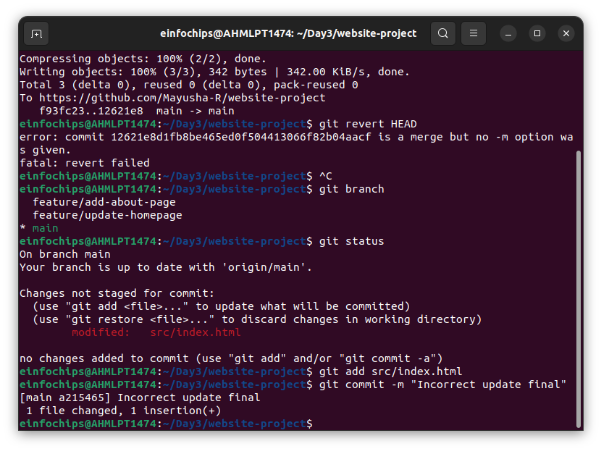 einfochips@AHMLPT1474: ~/Day3/website-project
Compressing objects: 100% (2/2), done.
Writing objects: 100% (3/3), 342 bytes | 342.00 KiB/s, done.
Total 3 (delta 0), reused 0 (delta 0), pack-reused 0
To https://github.com/Mayusha-R/website-project
   f93fc23..12621e8  main -> main
einfochips@AHMLPT1474:~/Day3/website-project$ git revert HEAD
error: commit 12621e8d1fb8be465ed0f504413066f82b04aacf is a merge but no -m option wa
s given.
fatal: revert failed
einfochips@AHMLPT1474:~/Day3/website-project$ ^C
einfochips@AHMLPT1474:~/Day3/website-project$ git branch
  feature/add-about-page
  feature/update-homepage
* main
einfochips@AHMLPT1474:~/Day3/website-project$ git status
On branch main
Your branch is up to date with 'origin/main'.

Changes not staged for commit:
  (use "git add <file>..." to update what will be committed)
  (use "git restore <file>..." to discard changes in working directory)
        modified:   src/index.html

no changes added to commit (use "git add" and/or "git commit -a")
einfochips@AHMLPT1474:~/Day3/website-project$ git add src/index.html
einfochips@AHMLPT1474:~/Day3/website-project$ git commit -m "Incorrect update final"
[main a215465] Incorrect update final
 1 file changed, 1 insertion(+)
einfochips@AHMLPT1474:~/Day3/website-project$